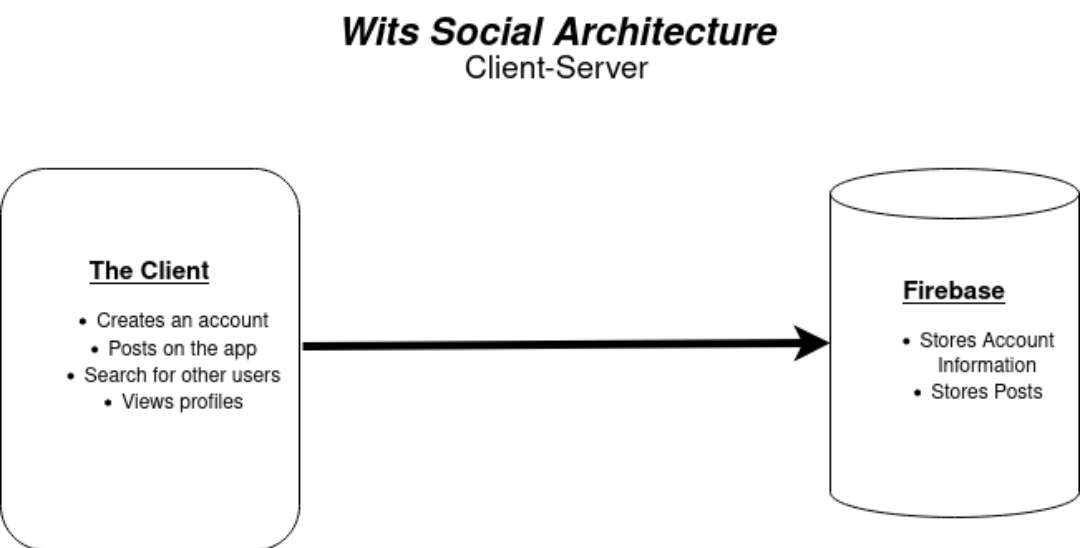 Wits Social Architecture
Client-Server
The Client
• Creates an account
• Posts on the app
• Search for other users
• Views profiles
Firebase
• Stores Account
Information
• Stores Posts